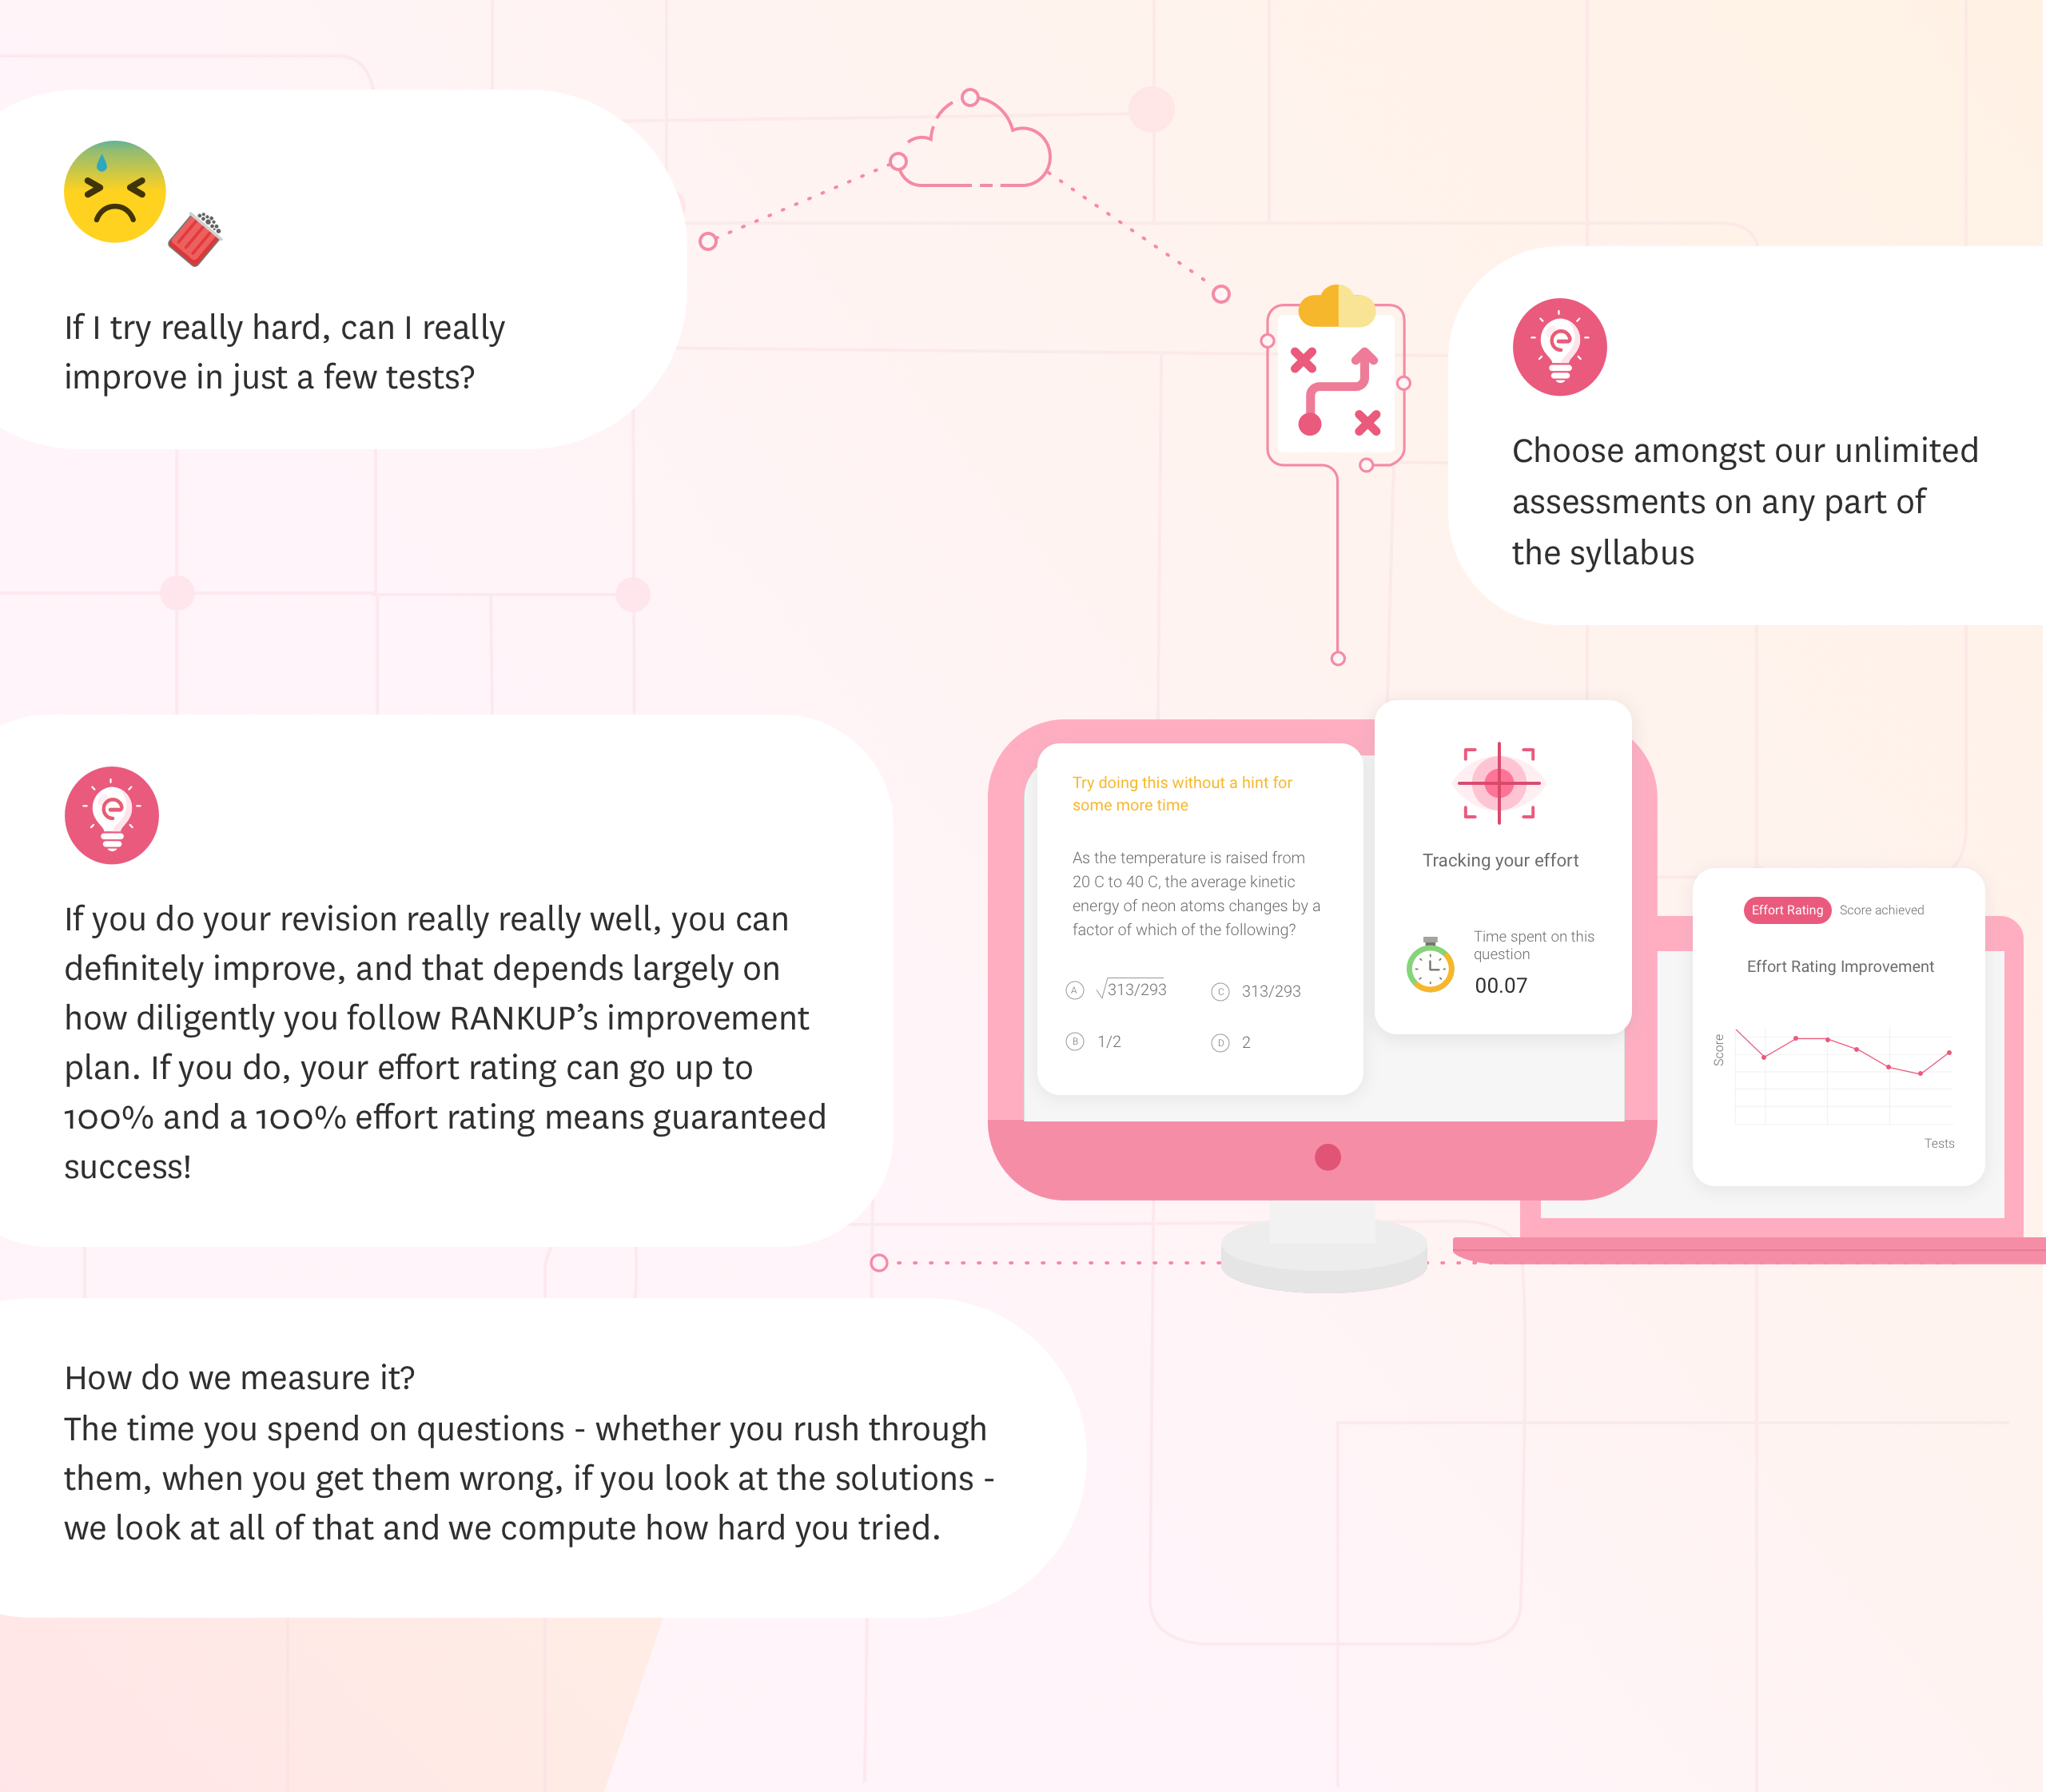 If I try really hard, can I really
improve in just a few tests?
Choose amongst our unlimited
assessments on any part of
the syllabus
If you do your revision really really well, you can
definitely improve, and that depends largely on
how diligently you follow RANKUP’s improvement
plan. If you do, your effort rating can go up to
100% and a 100% effort rating means guaranteed
success!
Try doing this without a hint for
some more time
As the temperature is raised from
20 C to 40 C, the average kinetic
energy of neon atoms changes by a
factor of which of the following?
A √313/293
C 313/293
B 1/2
D 2
Tracking your effort
Time spent on this
question
00.07
Effort Rating Score achieved
Effort Rating Improvement
Score
Tests
How do we measure it?
The time you spend on questions - whether you rush through
them, when you get them wrong, if you look at the solutions -
we look at all of that and we compute how hard you tried.